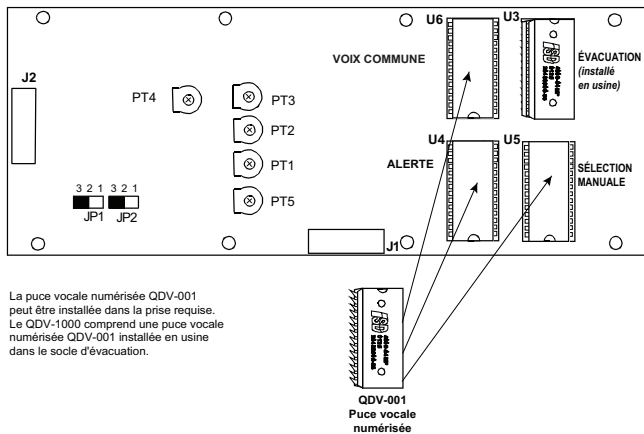 U6
U3
VOIX COMMUNE
ÉVACUATION
(installé
en usine)
J2
PT4
PT3
PT2
PT1
PT5
U4
U5
ALERTE
SÉLECTION
MANUALE
3 2 1
3 2 1
JP1
JP2
J1
La puce vocale numérisée QDV-001
peut être installée dans la prise requise.
Le QDV-1000 comprend une puce vocale
numérisée QDV-001 installée en usine
dans le socle d'évacuation.
ISD
QDV-001
Puce vocale
numérisée